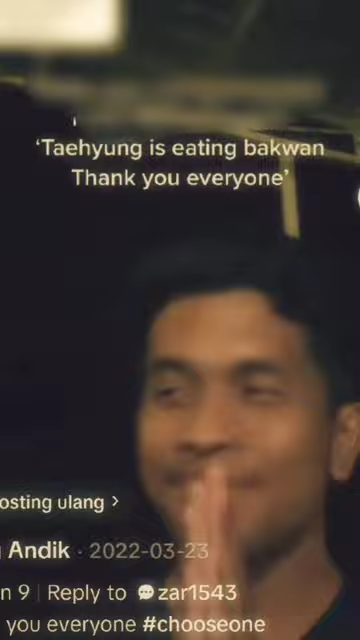 ‘Taehyung is eating bakwan
Thank you everyone’
osting ulang >
Andik · 2022-03-23
n 9 | Reply to 💬zar1543
you everyone #chooseone